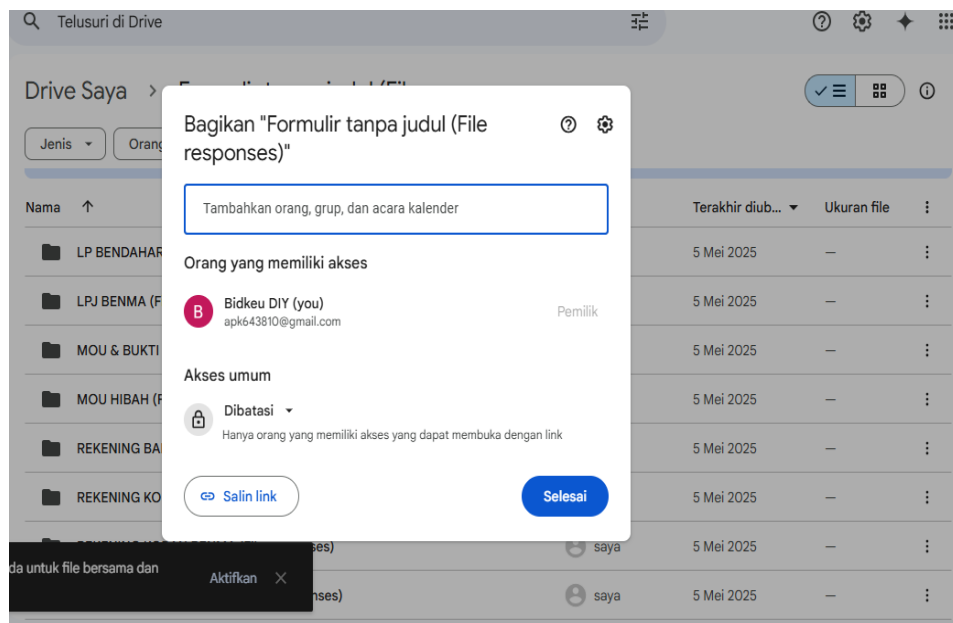 Telusuri di Drive
Drive Saya >
Bagikan "Formulir tanpa judul (File
responses)"
Jenis
Tambahkan orang, grup, dan acara kalender
Nama Terakhir diub... Ukuran file
LP BENDAHAR 5 Mei 2025 —
Orang yang memiliki akses
LPJ BENMA (F 5 Mei 2025 —
B Bidkeu DIY (you) Pemilik
apk643810@gmail.com
MOU & BUKTI 5 Mei 2025 —
Akses umum
MOU HIBAH (F 5 Mei 2025 —
Dibatasi
Hanya orang yang memiliki akses yang dapat membuka dengan link
REKENING BA 5 Mei 2025 —
REKENING KO 5 Mei 2025 —
Salin link Selesai
ses) saya 5 Mei 2025 —
da untuk file bersama dan
Aktifkan
nses) saya 5 Mei 2025 —